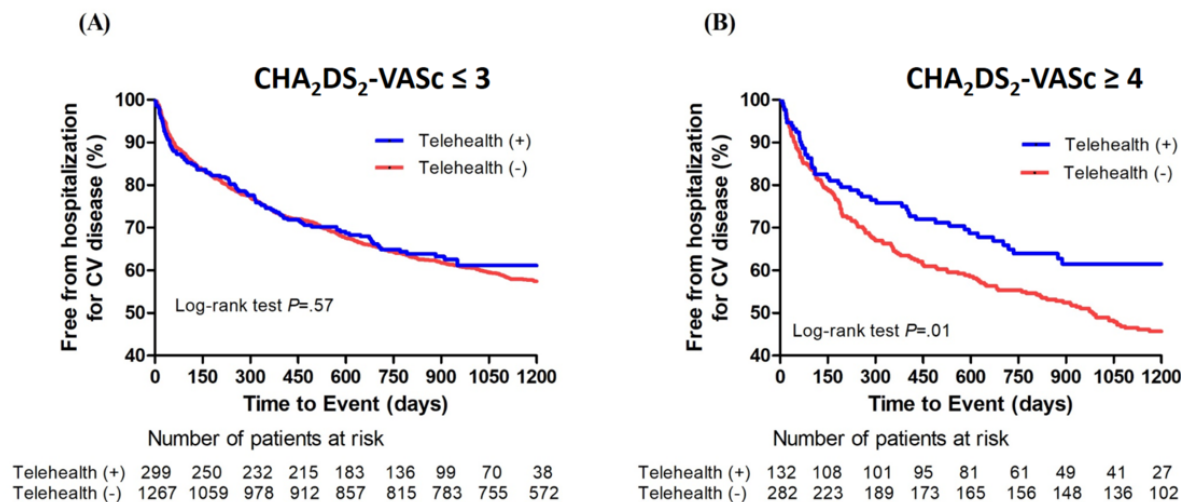 (A)
CHA₂DS₂-VASc ≤ 3
Free from hospitalization
for CV disease (%)
100
90
80
70
60
50
40
Telehealth (+)
Telehealth (-)
Log-rank test P=.57
0 150 300 450 600 750 900 1050 1200
Time to Event (days)
Number of patients at risk
Telehealth (+) 299 250 232 215 183 136 99 70 38
Telehealth (-) 1267 1059 978 912 857 815 783 755 572
(B)
CHA₂DS₂-VASc ≥ 4
Free from hospitalization
for CV disease (%)
100
90
80
70
60
50
40
Telehealth (+)
Telehealth (-)
Log-rank test P=.01
0 150 300 450 600 750 900 1050 1200
Time to Event (days)
Number of patients at risk
Telehealth (+) 132 108 101 95 81 61 49 41 27
Telehealth (-) 282 223 189 173 165 156 148 136 102